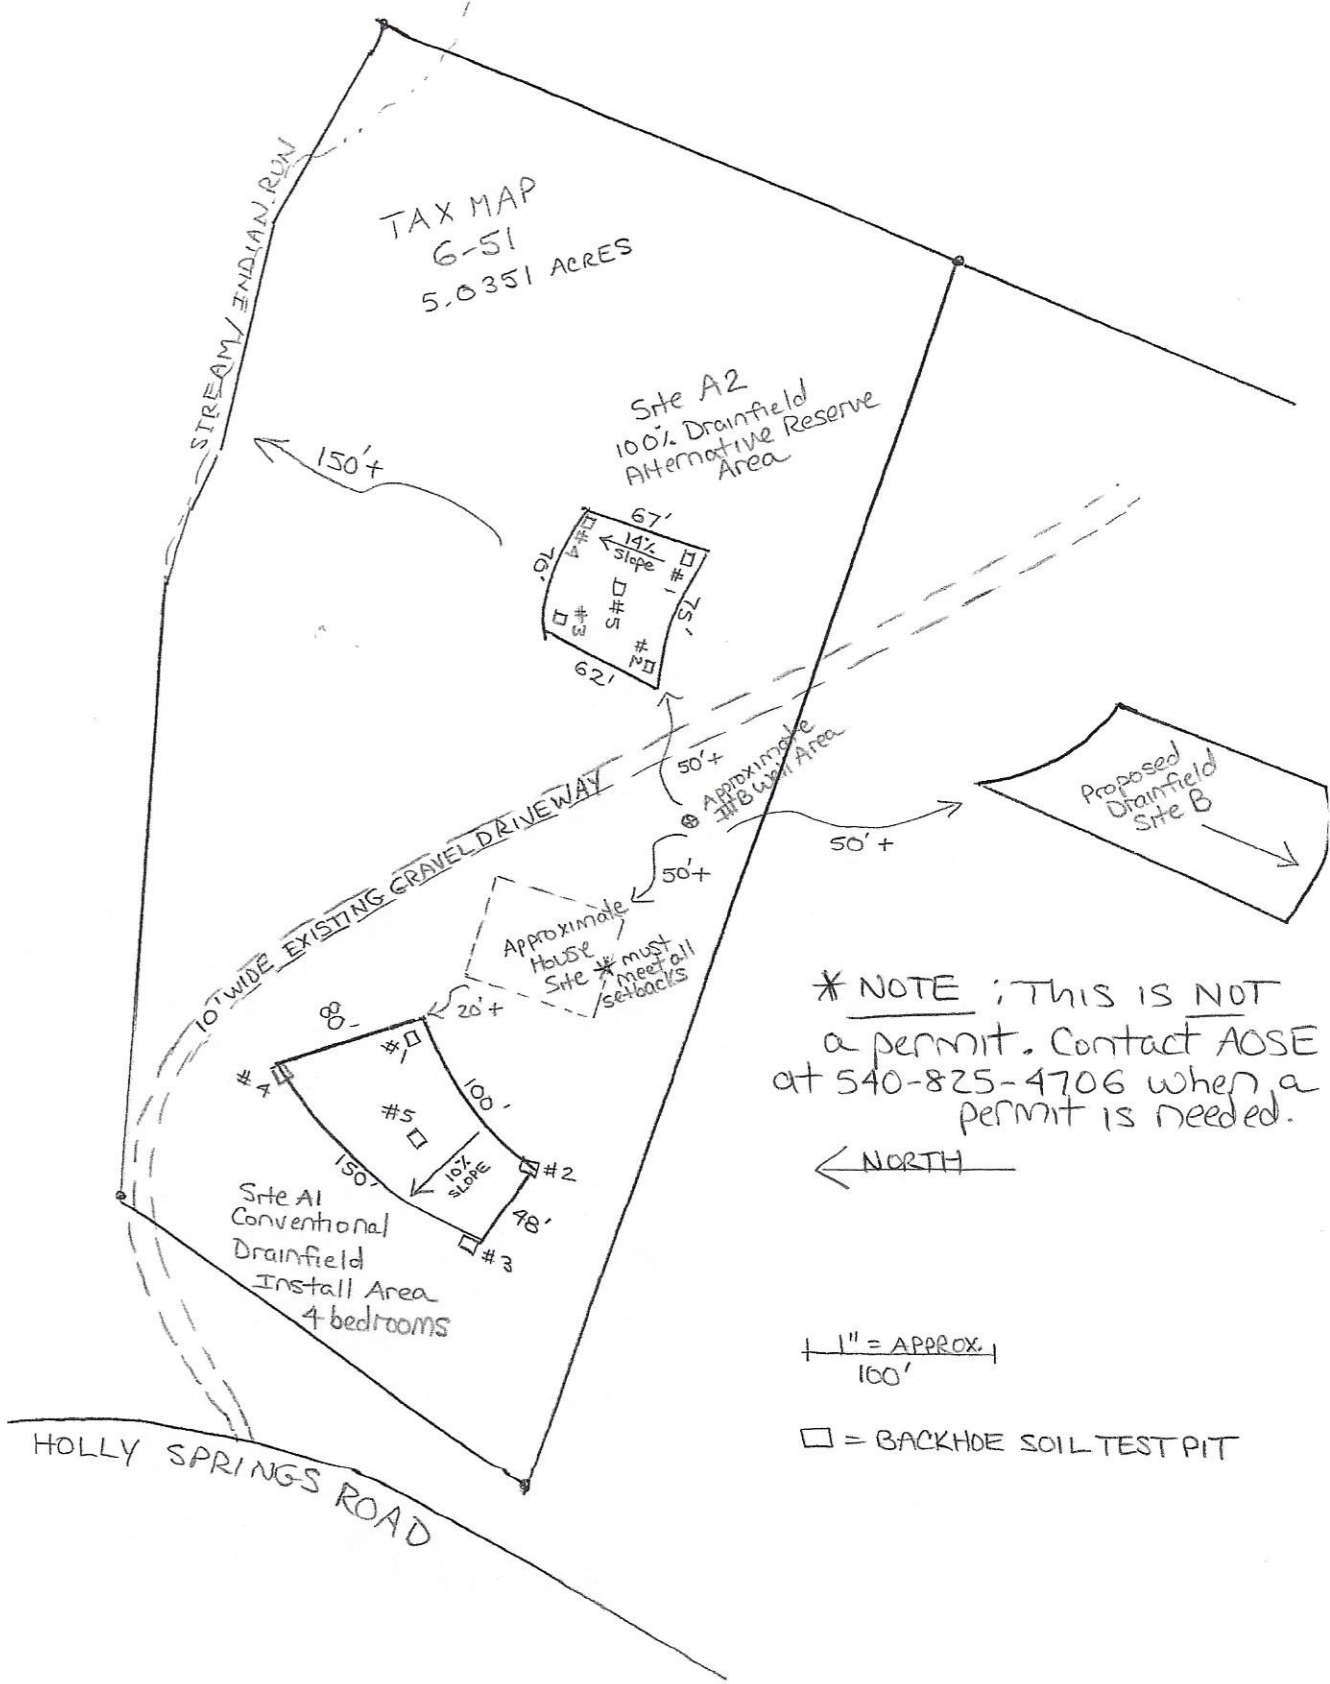 STREAM/INDIAN RUN
TAX MAP
6-51
5.0351 ACRES
Site A2
100% Drainfield
Alternative Reserve
Area
150'+
67'
14%
Slope
70'
75'
62'
#4
#1
#5
#3
#2
50'+
Approximate
IIIB Well Area
50'+
50'+
Proposed
Drainfield
Site B
10' WIDE EXISTING GRAVEL DRIVEWAY
Approximate
House
Site * must
meet all
setbacks
20'+
80'
#1
#4
100'
#5
150'
10%
SLOPE
#2
48'
#3
Site A1
Conventional
Drainfield
Install Area
4 bedrooms
* NOTE : This is NOT
a permit. Contact AOSE
at 540-825-4706 when a
permit is needed.
NORTH
1" = APPROX.
100'
= BACKHOE SOIL TEST PIT
HOLLY SPRINGS ROAD